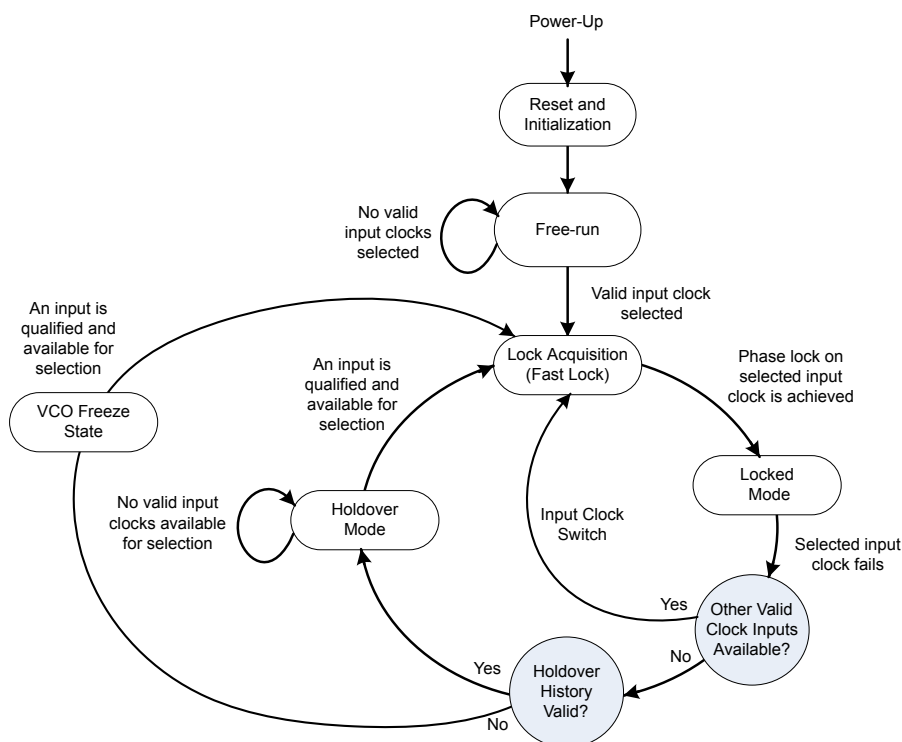 Power-Up
Reset and
Initialization
No valid
input clocks
selected
Free-run
Valid input clock
selected
An input is
qualified and
available for
selection
Lock Acquisition
(Fast Lock)
An input is
qualified and
available for
selection
Phase lock on
selected input
clock is achieved
VCO Freeze
State
Locked
Mode
No valid input
clocks available
for selection
Holdover
Mode
Input Clock
Switch
Selected input
clock fails
Yes
Other Valid
Clock Inputs
Available?
No
Yes
Holdover
History
Valid?
No